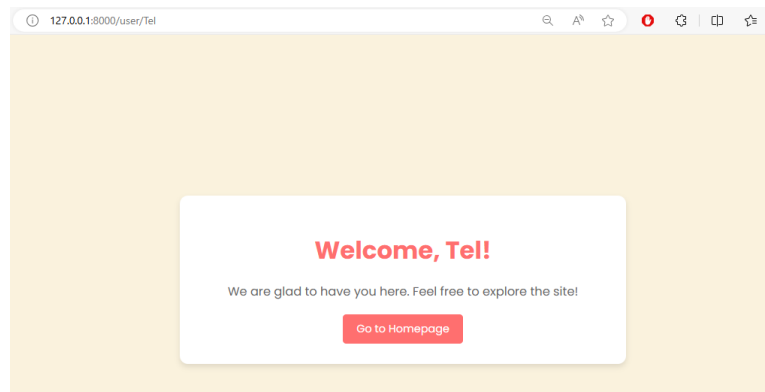 127.0.0.1:8000/user/Tel
Welcome, Tel!
We are glad to have you here. Feel free to explore the site!
Go to Homepage